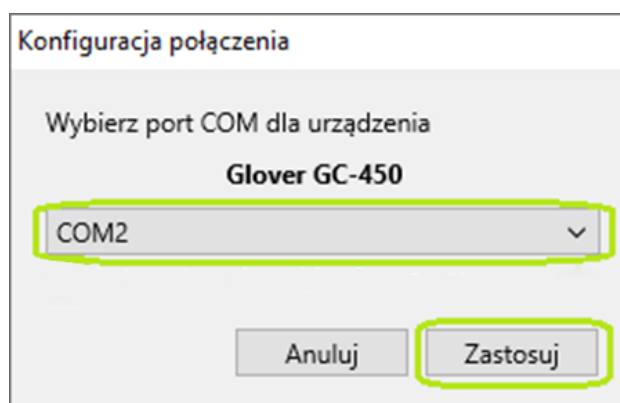 Konfiguracja połączenia
Wybierz port COM dla urządzenia
Glover GC-450
COM2
Anuluj Zastosuj